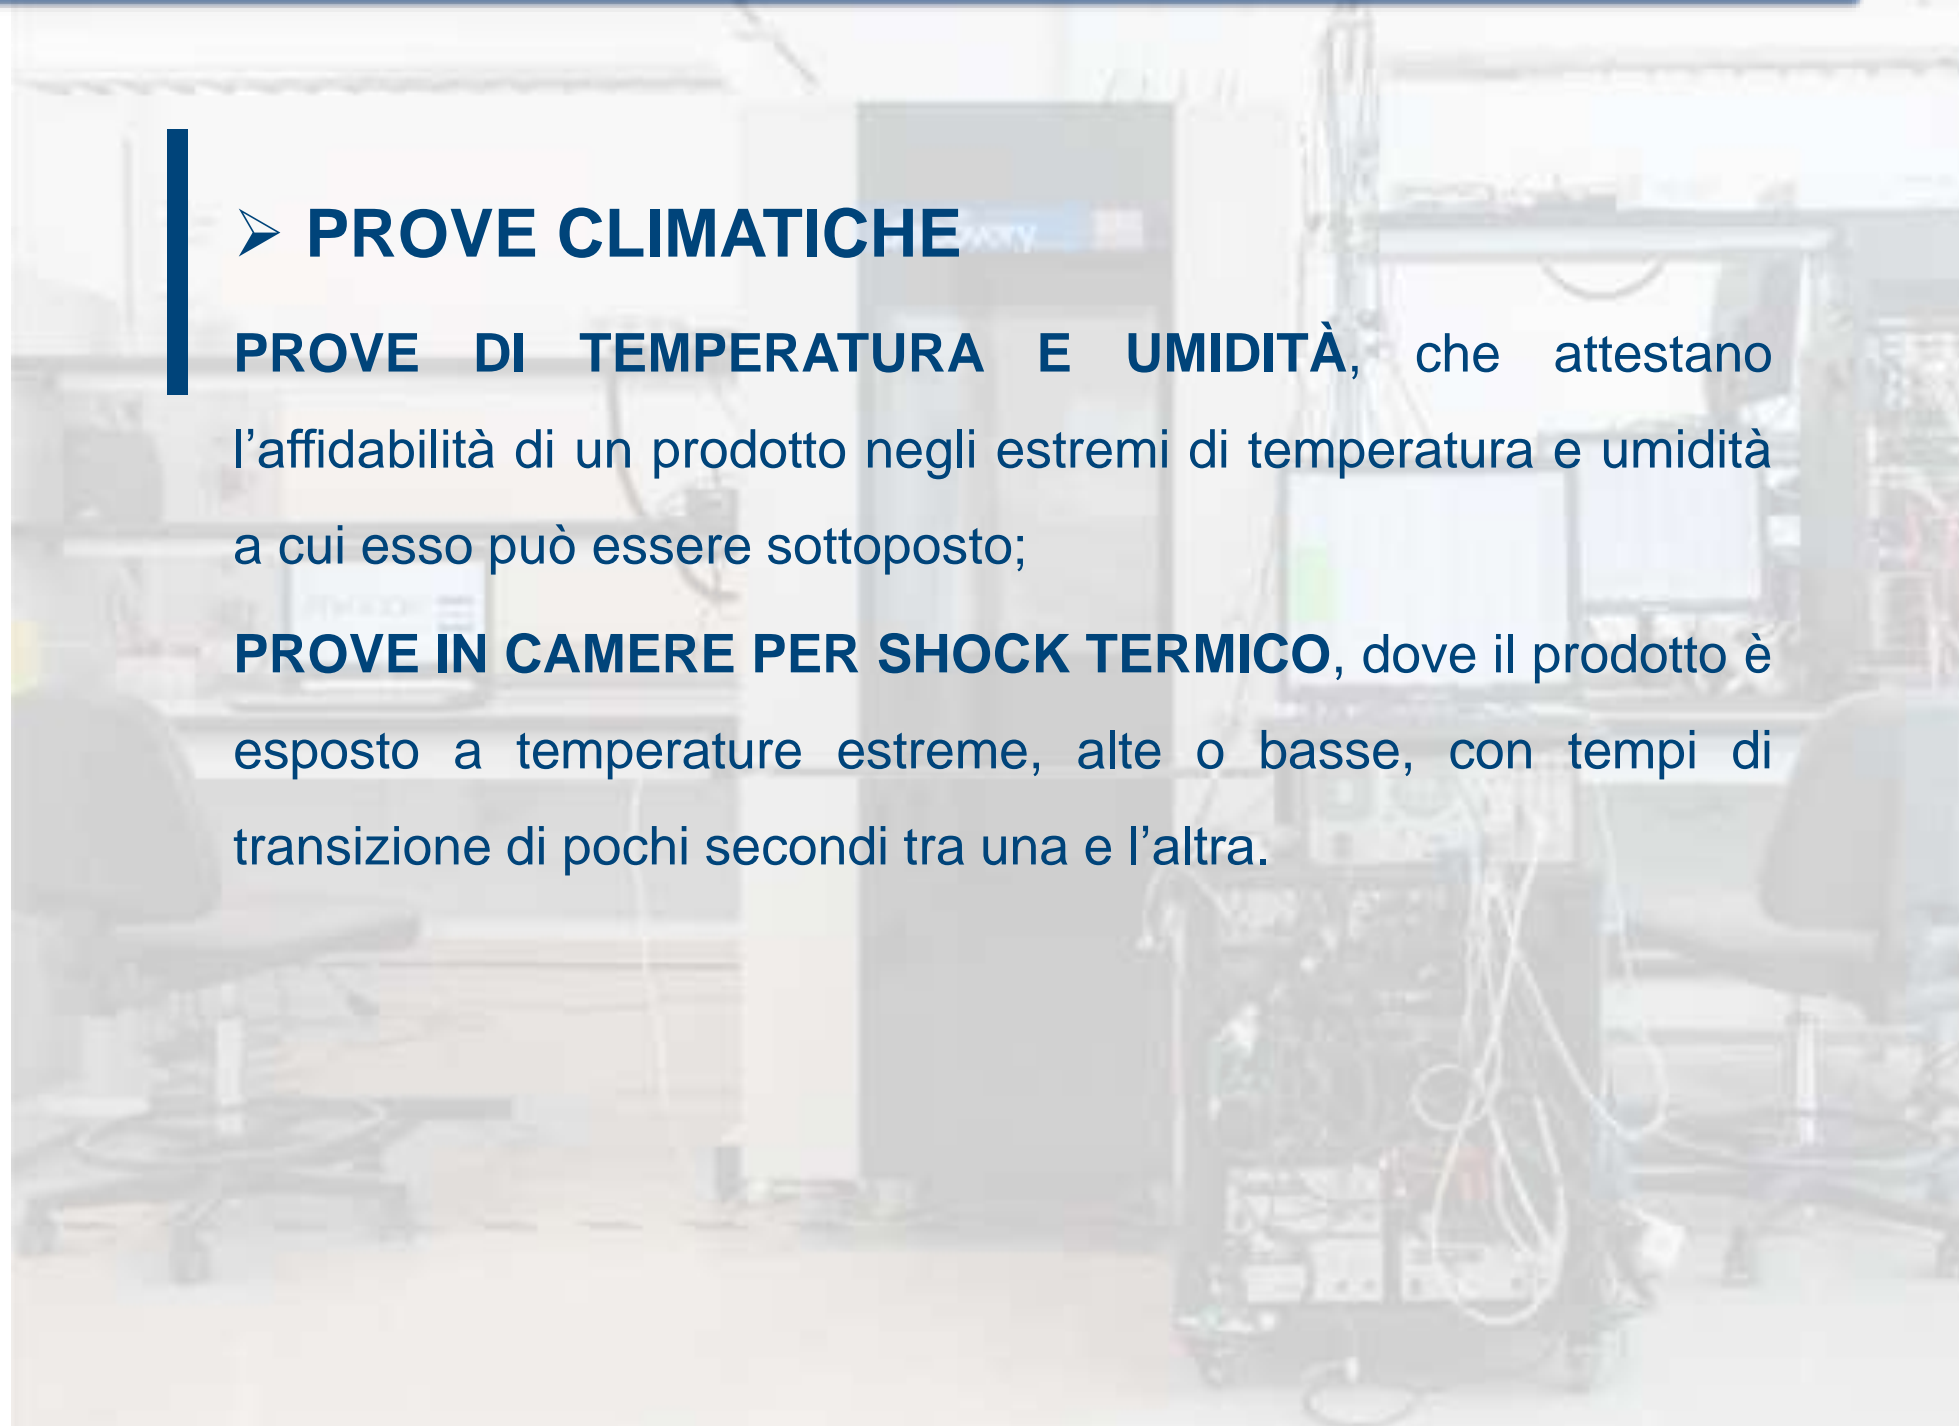 ➢ PROVE CLIMATICHE
PROVE DI TEMPERATURA E UMIDITÀ, che attestano
l’affidabilità di un prodotto negli estremi di temperatura e umidità
a cui esso può essere sottoposto;
PROVE IN CAMERE PER SHOCK TERMICO, dove il prodotto è
esposto a temperature estreme, alte o basse, con tempi di
transizione di pochi secondi tra una e l’altra.